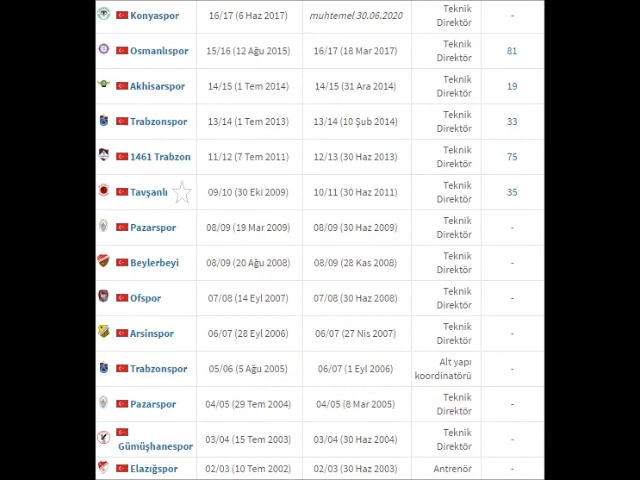 Konyaspor 16/17 (6 Haz 2017) muhtemel 30.06.2020 Teknik Direktör -
Osmanlıspor 15/16 (12 Ağu 2015) 16/17 (18 Mar 2017) Teknik Direktör 81
Akhisarspor 14/15 (1 Tem 2014) 14/15 (31 Ara 2014) Teknik Direktör 19
Trabzonspor 13/14 (1 Tem 2013) 13/14 (10 Şub 2014) Teknik Direktör 33
1461 Trabzon 11/12 (7 Tem 2011) 12/13 (30 Haz 2013) Teknik Direktör 75
Tavşanlı 09/10 (30 Eki 2009) 10/11 (30 Haz 2011) Teknik Direktör 35
Pazarspor 08/09 (19 Mar 2009) 08/09 (30 Haz 2009) Teknik Direktör -
Beylerbeyi 08/09 (20 Ağu 2008) 08/09 (28 Kas 2008) Teknik Direktör -
Ofspor 07/08 (14 Eyl 2007) 07/08 (30 Haz 2008) Teknik Direktör -
Arsinspor 06/07 (28 Eyl 2006) 06/07 (27 Nis 2007) Teknik Direktör -
Trabzonspor 05/06 (5 Ağu 2005) 06/07 (1 Eyl 2006) Alt yapı koordinatörü -
Pazarspor 04/05 (29 Tem 2004) 04/05 (8 Mar 2005) Teknik Direktör -
Gümüşhanespor 03/04 (15 Tem 2003) 03/04 (30 Haz 2004) Teknik Direktör -
Elazığspor 02/03 (10 Tem 2002) 02/03 (30 Haz 2003) Antrenör -